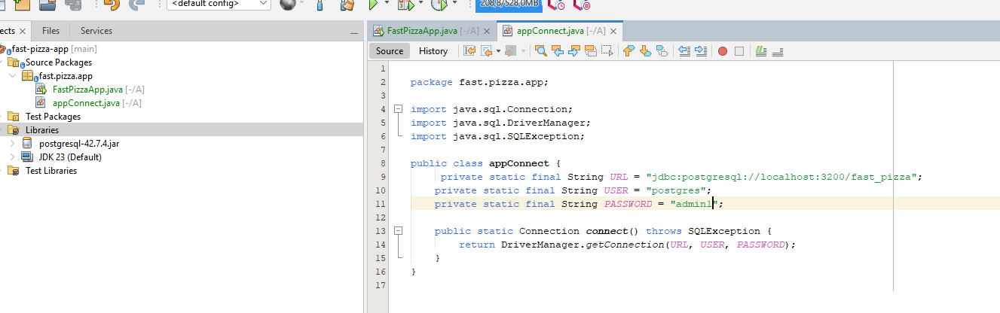 <default config>
208,8/528,0MB
ects
Files
Services
fast-pizza-app [main]
Source Packages
fast.pizza.app
FastPizzaApp.java [-/A]
appConnect.java [-/A]
Test Packages
Libraries
postgresql-42.7.4.jar
JDK 23 (Default)
Test Libraries
FastPizzaApp.java [-/A]
appConnect.java [-/A]
Source
History
1
2 package fast.pizza.app;
3
4 import java.sql.Connection;
5 import java.sql.DriverManager;
6 import java.sql.SQLException;
7
8 public class appConnect {
9 private static final String URL = "jdbc:postgresql://localhost:3200/fast_pizza";
10 private static final String USER = "postgres";
11 private static final String PASSWORD = "admin1";
12
13 public static Connection connect() throws SQLException {
14 return DriverManager.getConnection(URL, USER, PASSWORD);
15 }
16 }
17